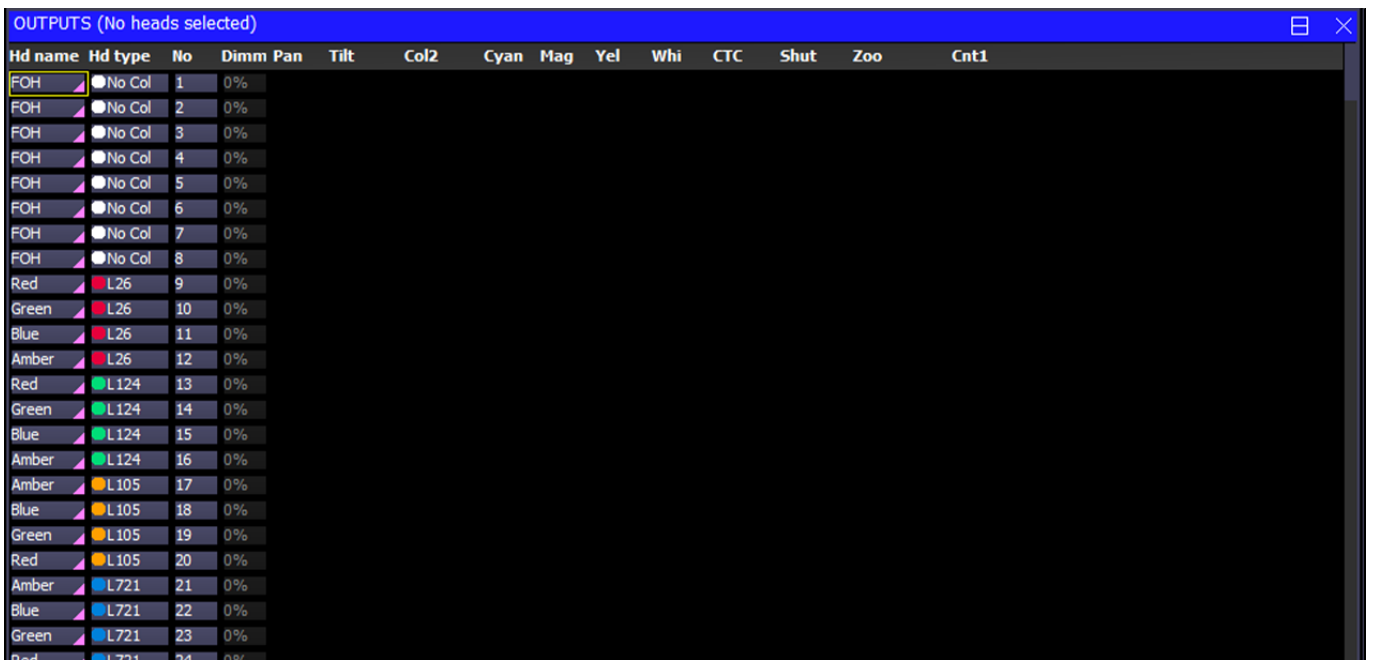 OUTPUTS (No heads selected)
Hd name Hd type No Dimm Pan Tilt Col2 Cyan Mag Yel Whi CTC Shut Zoo Cnt1
FOH No Col 1 0%
FOH No Col 2 0%
FOH No Col 3 0%
FOH No Col 4 0%
FOH No Col 5 0%
FOH No Col 6 0%
FOH No Col 7 0%
FOH No Col 8 0%
Red L26 9 0%
Green L26 10 0%
Blue L26 11 0%
Amber L26 12 0%
Red L124 13 0%
Green L124 14 0%
Blue L124 15 0%
Amber L124 16 0%
Amber L105 17 0%
Blue L105 18 0%
Green L105 19 0%
Red L105 20 0%
Amber L721 21 0%
Blue L721 22 0%
Green L721 23 0%
Red L721 24 0%